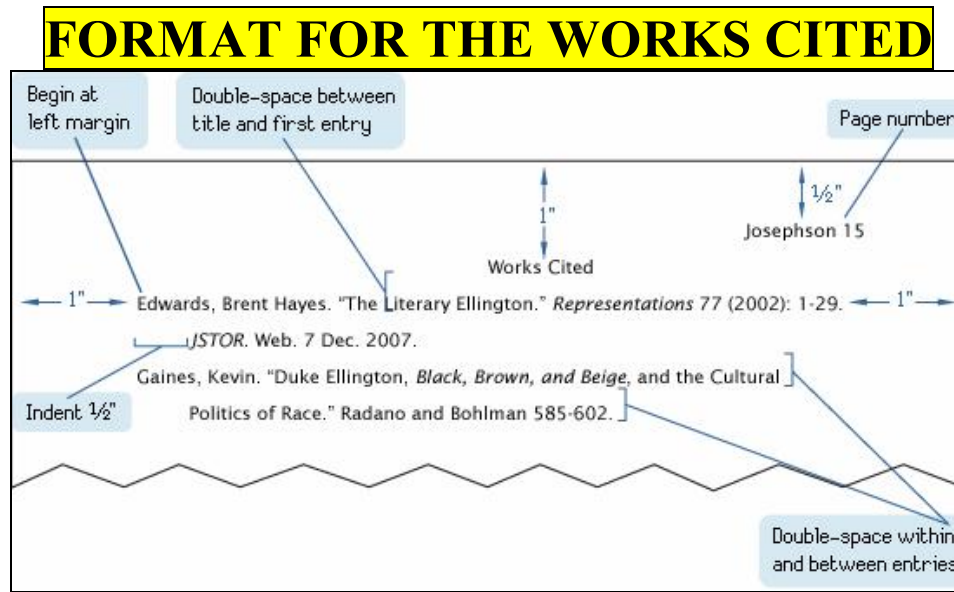 FORMAT FOR THE WORKS CITED
Begin at
left margin
Double-space between
title and first entry
Page number
1"
½"
Josephson 15
Works Cited
1"
Edwards, Brent Hayes. “The Literary Ellington.” Representations 77 (2002): 1-29.
1"
JSTOR. Web. 7 Dec. 2007.
Gaines, Kevin. “Duke Ellington, Black, Brown, and Beige, and the Cultural
Indent ½"
Politics of Race.” Radano and Bohlman 585-602.
Double-space within
and between entries